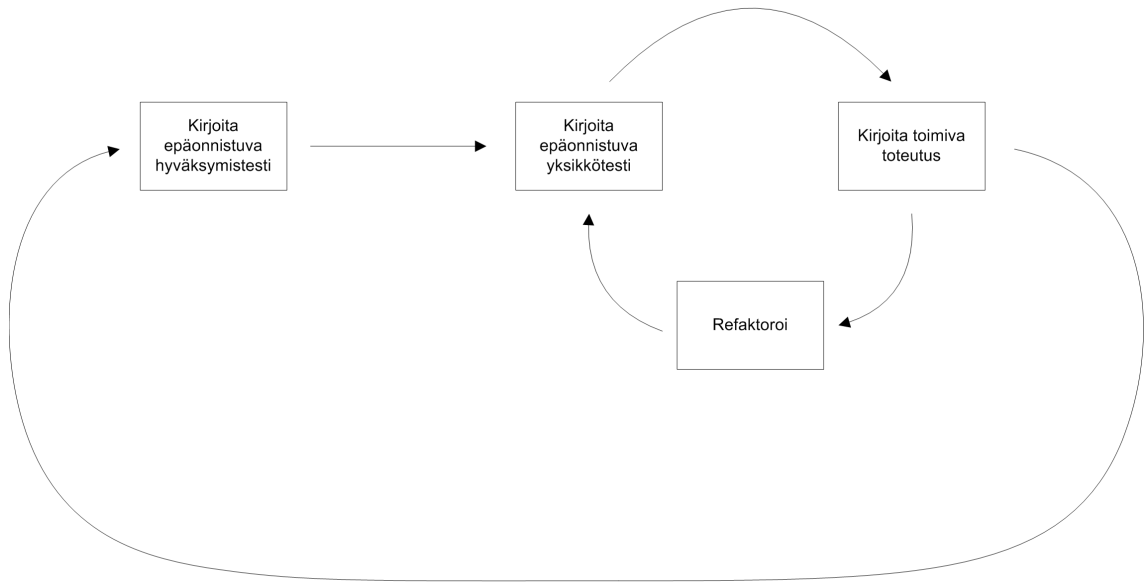 Kirjoita
epäonnistuva
hyväksymistesti
Kirjoita
epäonnistuva
yksikkötesti
Kirjoita toimiva
toteutus
Refaktoroi